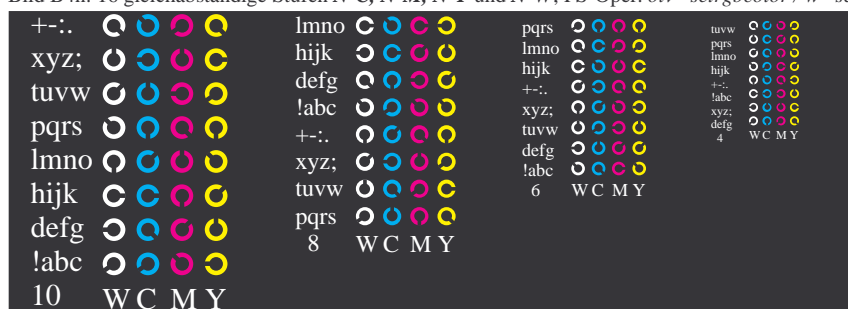 +-:.
xyz;
tuvw
pqrs
lmno
hijk
defg
!abc
10 W C M Y
lmno
hijk
defg
!abc
+-:.
xyz;
tuvw
pqrs
8 W C M Y
pqrs
lmno
hijk
+-:.
xyz;
tuvw
defg
!abc
6 W C M Y
tuvw
pqrs
lmno
hijk
+-:.
!abc
xyz;
defg
4 W C M Y